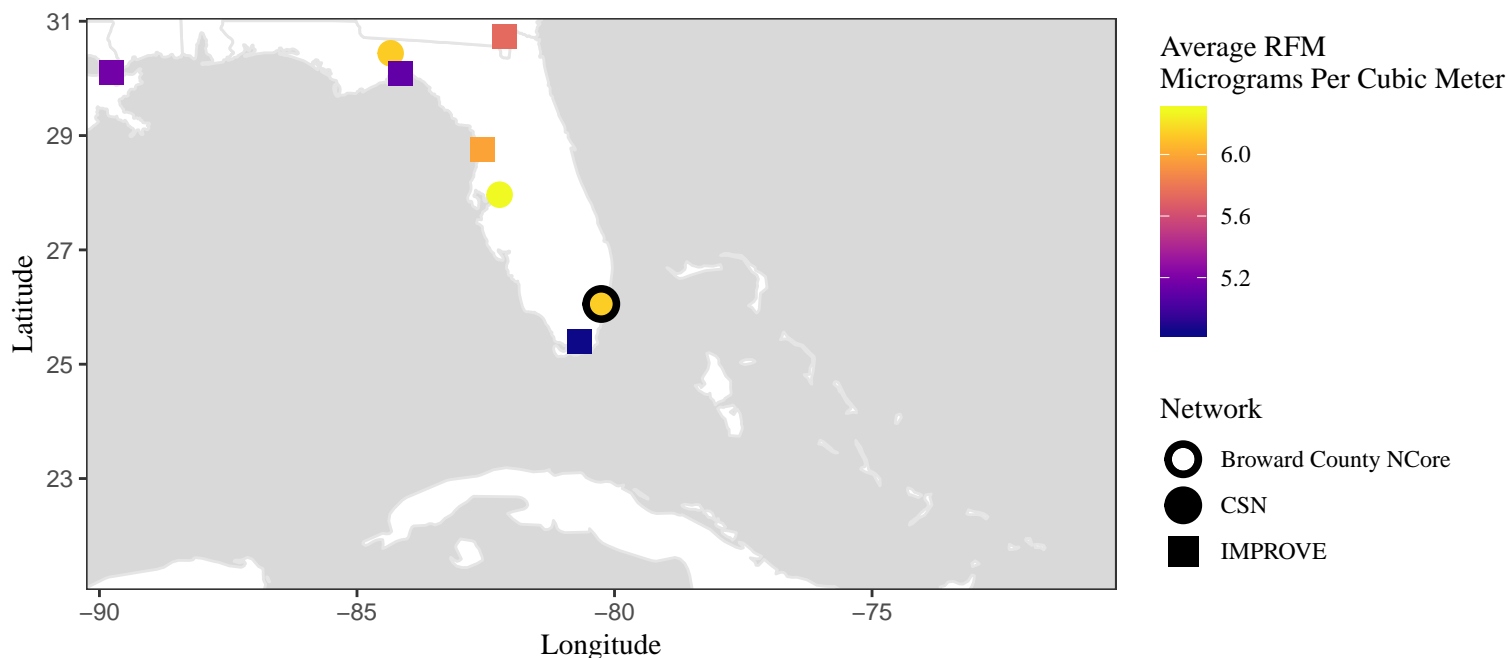 31
29
27
25
23
Latitude
−90
−85
−80
−75
Longitude
Average RFM
Micrograms Per Cubic Meter
6.0
5.6
5.2
Network
Broward County NCore
CSN
IMPROVE